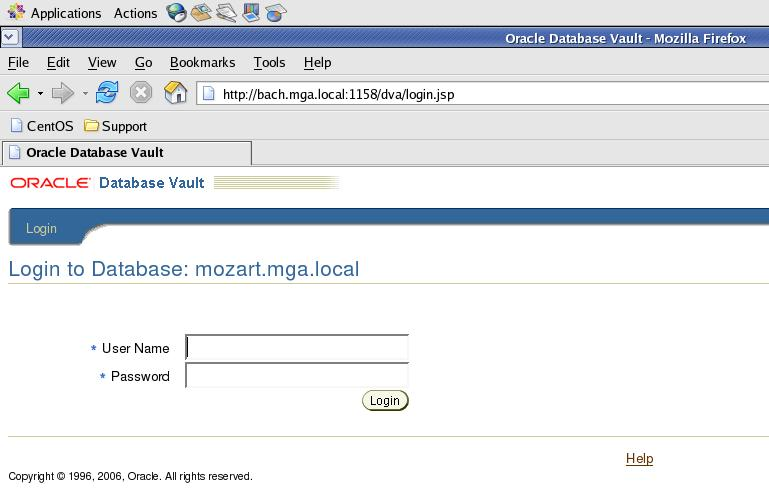 Applications Actions
Oracle Database Vault - Mozilla Firefox
File Edit View Go Bookmarks Tools Help
http://bach.mga.local:1158/dva/login.jsp
CentOS Support
Oracle Database Vault
ORACLE Database Vault
Login
Login to Database: mozart.mga.local
* User Name
* Password
Login
Help
Copyright © 1996, 2006, Oracle. All rights reserved.